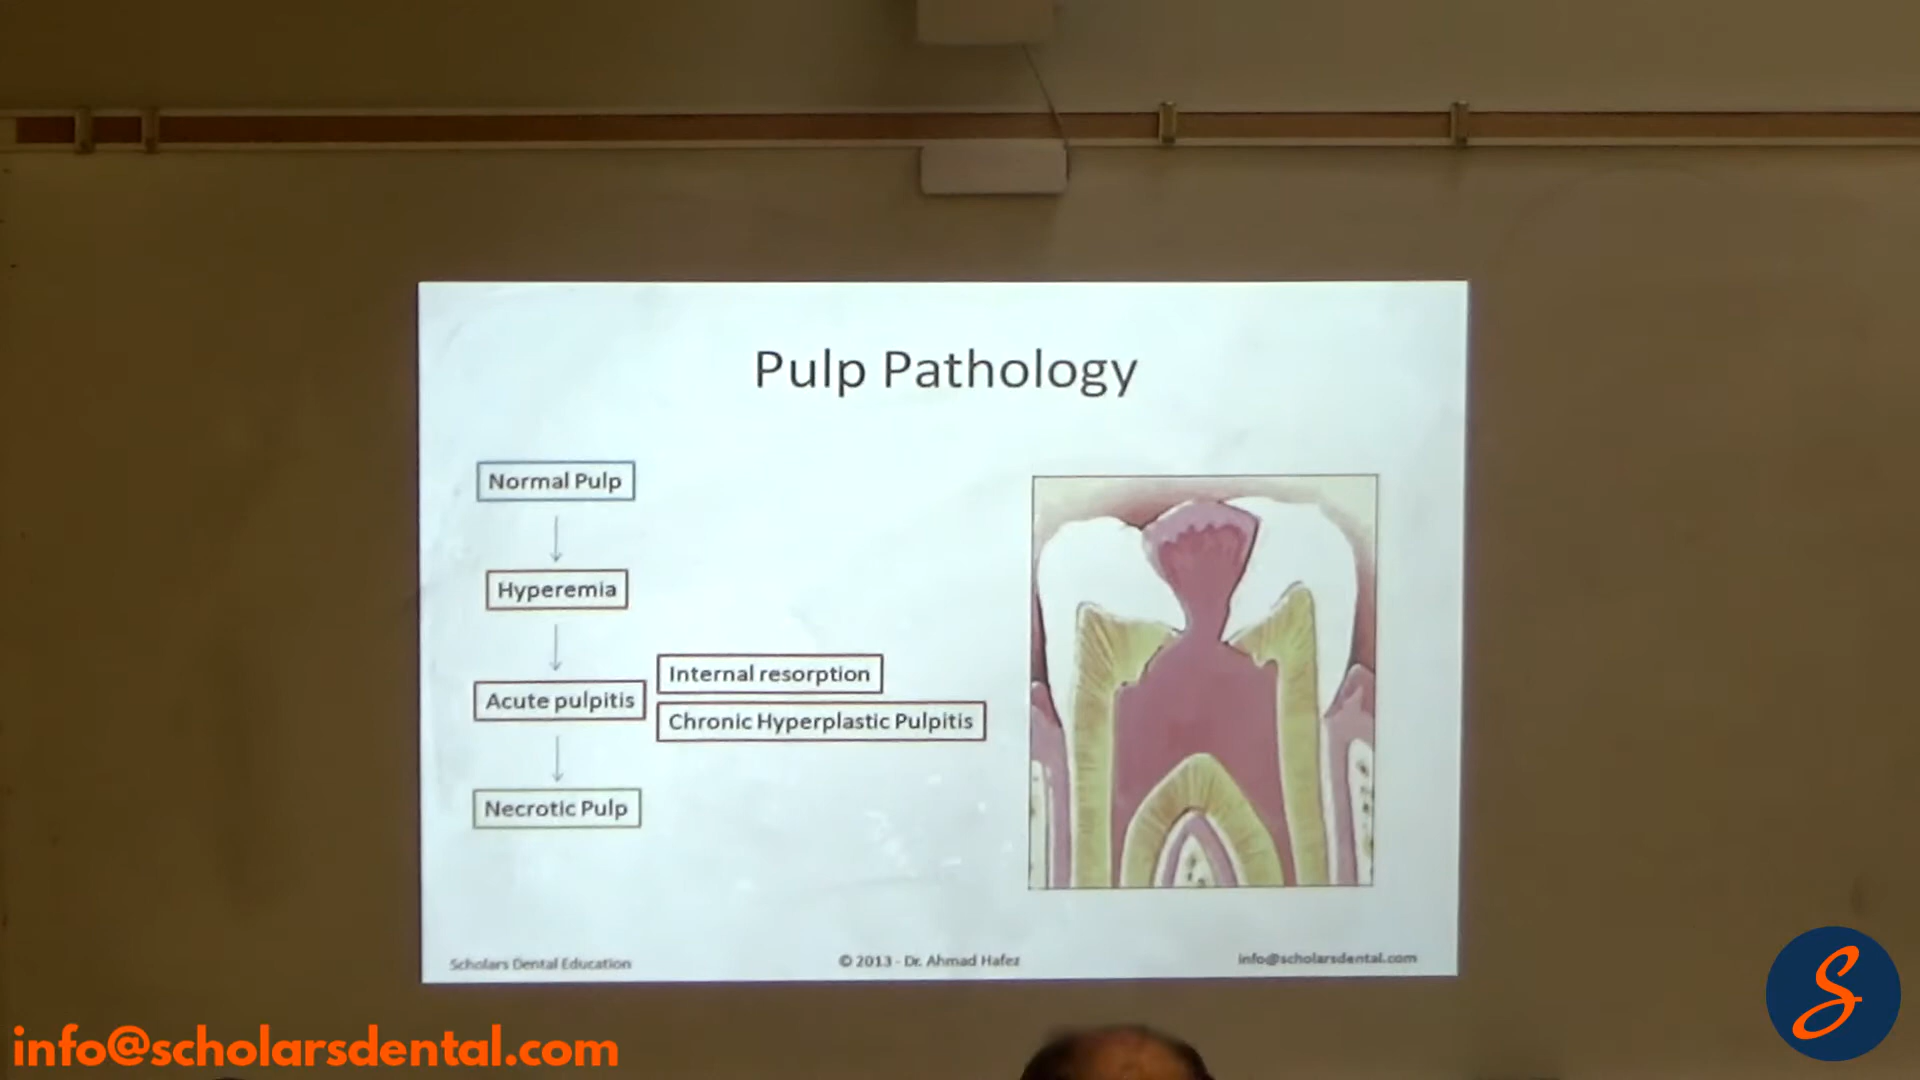 Pulp Pathology
Normal Pulp
Hyperemia
Acute pulpitis
Internal resorption
Chronic Hyperplastic Pulpitis
Necrotic Pulp
Scholars Dental Education
© 2013 - Dr. Ahmad Hafez
info@scholarsdental.com
S
info@scholarsdental.com